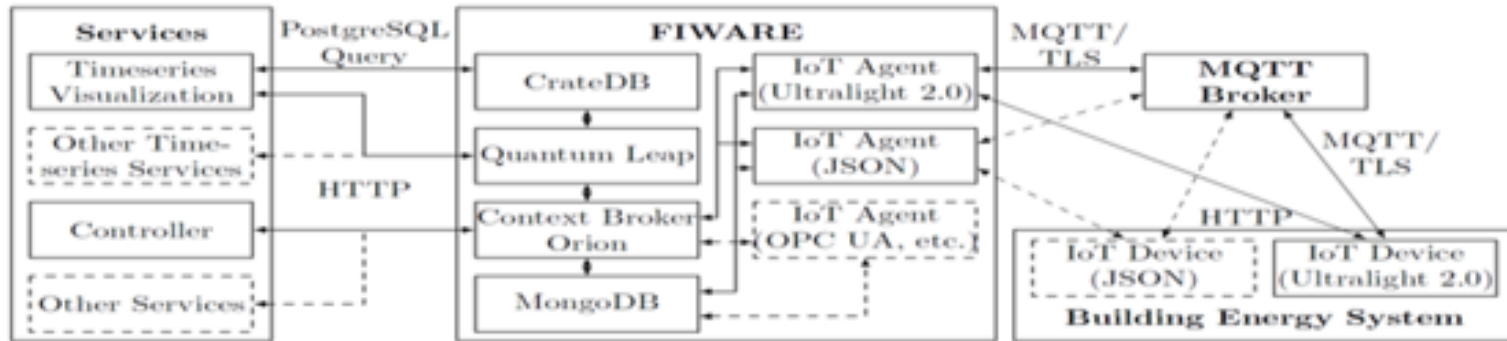 Services
Timeseries
Visualization
Other Time-
series Services
Controller
Other Services
PostgreSQL
Query
HTTP
FIWARE
CrateDB
Quantum Leap
Context Broker
Orion
MongoDB
IoT Agent
(Ultralight 2.0)
IoT Agent
(JSON)
IoT Agent
(OPC UA, etc.)
MQTT/
TLS
MQTT
Broker
MQTT/
TLS
HTTP
IoT Device
(JSON)
IoT Device
(Ultralight 2.0)
Building Energy System